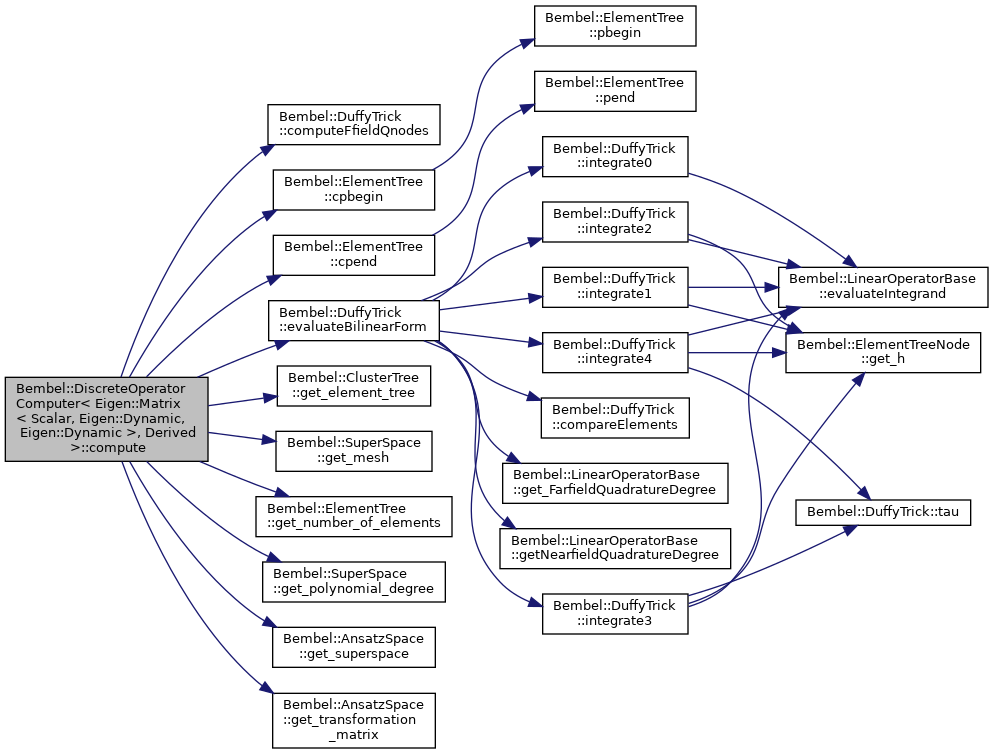 Bembel::DiscreteOperator
Computer< Eigen::Matrix
< Scalar, Eigen::Dynamic,
Eigen::Dynamic >, Derived
>::compute
Bembel::DuffyTrick
::computeFfieldQnodes
Bembel::ElementTree
::cpbegin
Bembel::ElementTree
::cpend
Bembel::DuffyTrick
::evaluateBilinearForm
Bembel::ClusterTree
::get_element_tree
Bembel::SuperSpace
::get_mesh
Bembel::ElementTree
::get_number_of_elements
Bembel::SuperSpace
::get_polynomial_degree
Bembel::AnsatzSpace
::get_superspace
Bembel::AnsatzSpace
::get_transformation
_matrix
Bembel::ElementTree
::pbegin
Bembel::ElementTree
::pend
Bembel::DuffyTrick
::integrate0
Bembel::DuffyTrick
::integrate2
Bembel::DuffyTrick
::integrate1
Bembel::DuffyTrick
::integrate4
Bembel::DuffyTrick
::compareElements
Bembel::LinearOperatorBase
::get_FarfieldQuadratureDegree
Bembel::LinearOperatorBase
::getNearfieldQuadratureDegree
Bembel::DuffyTrick
::integrate3
Bembel::LinearOperatorBase
::evaluateIntegrand
Bembel::ElementTreeNode
::get_h
Bembel::DuffyTrick::tau